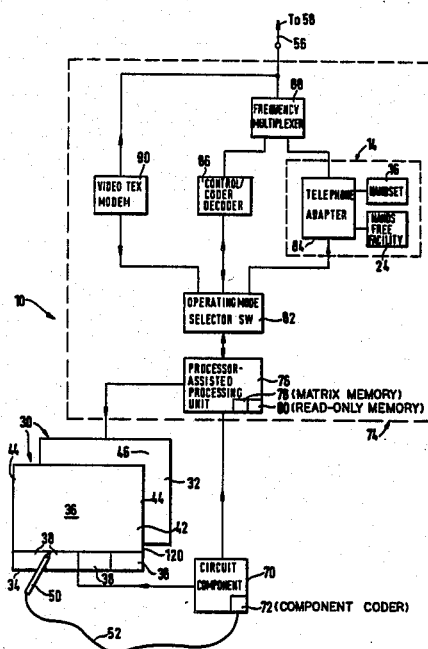 To 58
56
88
FREQUENCY
MULTIPLEXER
14
90
VIDEO TEX
MODEM
86
CONTROL/
CODER
DECODER
TELEPHONE
ADAPTER
84
16
HANDSET
HANDS
FREE
FACILITY
24
10
OPERATING MODE
SELECTOR SW
82
PROCESSOR-
ASSISTED
PROCESSING
UNIT
76
78 (MATRIX MEMORY)
80 (READ-ONLY MEMORY)
74
30
44
30
46
32
44
36
42
38
120
38
38
34
50
CIRCUIT
COMPONENT
70
72 (COMPONENT CODER)
52